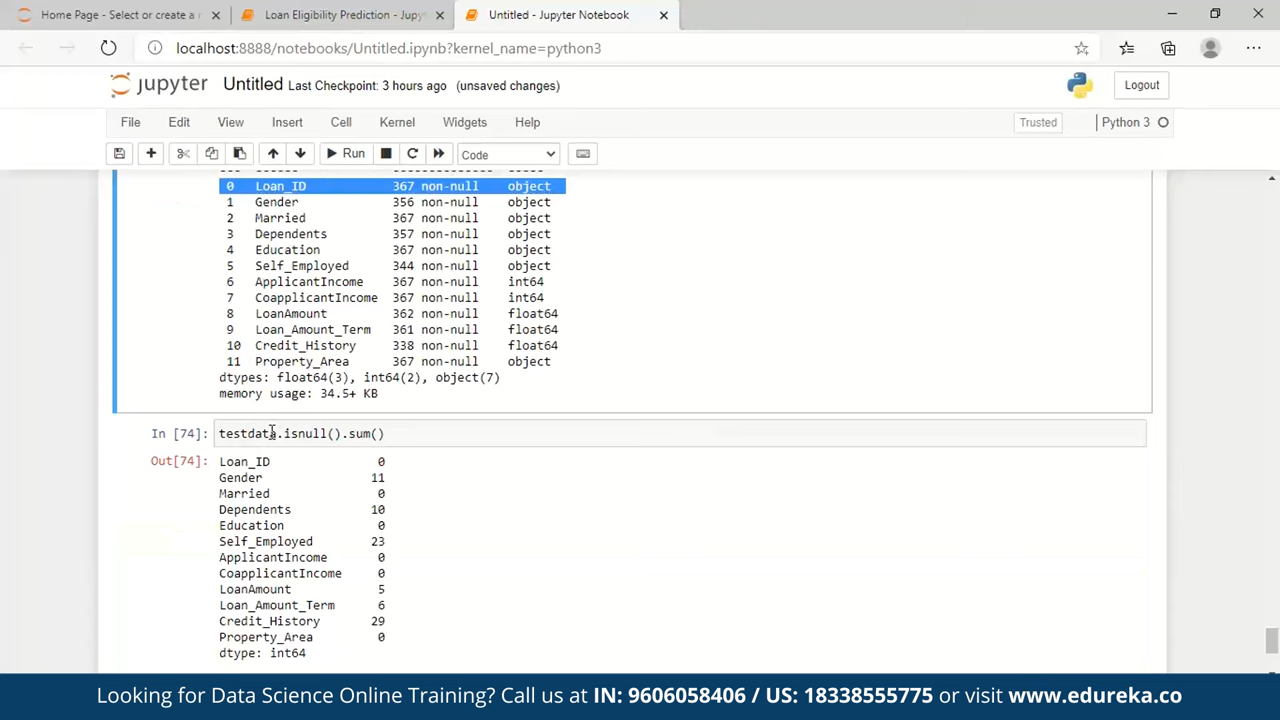 Home Page - Select or create a n
Loan Eligibility Prediction - Jupyt
Untitled - Jupyter Notebook
localhost:8888/notebooks/Untitled.ipynb?kernel_name=python3
jupyter Untitled Last Checkpoint: 3 hours ago (unsaved changes)
Logout
File Edit View Insert Cell Kernel Widgets Help
Trusted
Python 3
Run
Code
0 Loan_ID 367 non-null object
1 Gender 356 non-null object
2 Married 367 non-null object
3 Dependents 357 non-null object
4 Education 367 non-null object
5 Self_Employed 344 non-null object
6 ApplicantIncome 367 non-null int64
7 CoapplicantIncome 367 non-null int64
8 LoanAmount 362 non-null float64
9 Loan_Amount_Term 361 non-null float64
10 Credit_History 338 non-null float64
11 Property_Area 367 non-null object
dtypes: float64(3), int64(2), object(7)
memory usage: 34.5+ KB
In [74]: testdata.isnull().sum()
Out[74]: Loan_ID 0
Gender 11
Married 0
Dependents 10
Education 0
Self_Employed 23
ApplicantIncome 0
CoapplicantIncome 0
LoanAmount 5
Loan_Amount_Term 6
Credit_History 29
Property_Area 0
dtype: int64
Looking for Data Science Online Training? Call us at IN: 9606058406 / US: 18338555775 or visit www.edureka.co